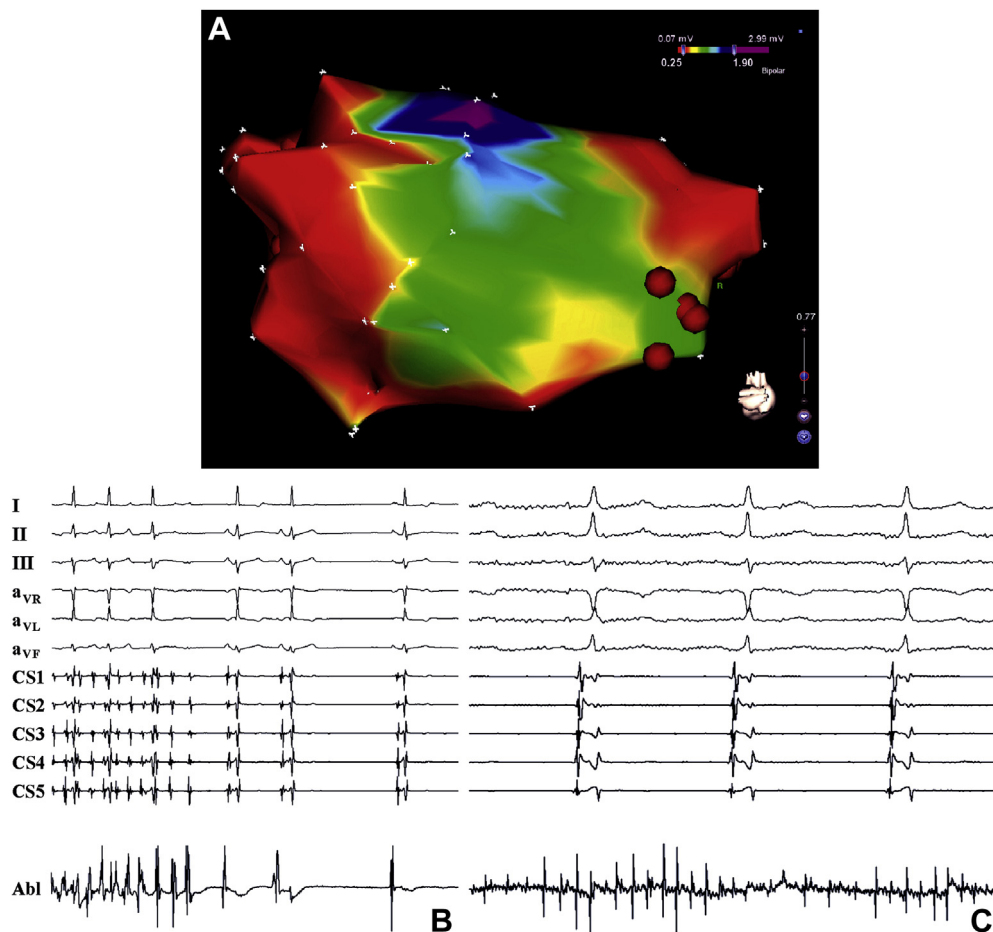 A
0.07 mV 2.99 mV
0.25 1.90
Bipolar
R
0.77
I
II
III
aVR
aVL
aVF
CS1
CS2
CS3
CS4
CS5
Abl
B
C